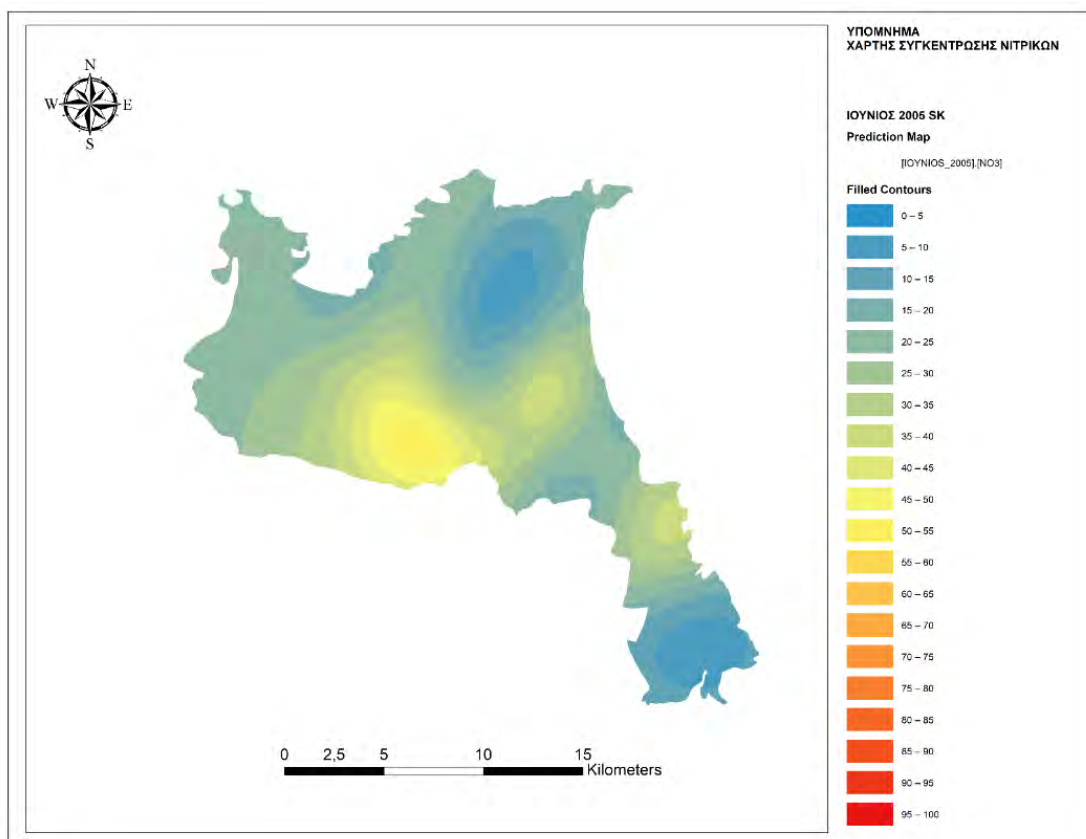 ΥΠΟΜΝΗΜΑ
ΧΑΡΤΗΣ ΣΥΓΚΕΝΤΡΩΣΗΣ ΝΙΤΡΙΚΩΝ
N
W E
S
ΙΟΥΝΙΟΣ 2005 SK
Prediction Map
[IOYNIOS_2005].[NO3]
Filled Contours
0 – 5
5 – 10
10 – 15
15 – 20
20 – 25
25 – 30
30 – 35
35 – 40
40 – 45
45 – 50
50 – 55
55 – 60
60 – 65
65 – 70
70 – 75
75 – 80
80 – 85
85 – 90
90 – 95
95 – 100
0 2,5 5 10 15
Kilometers